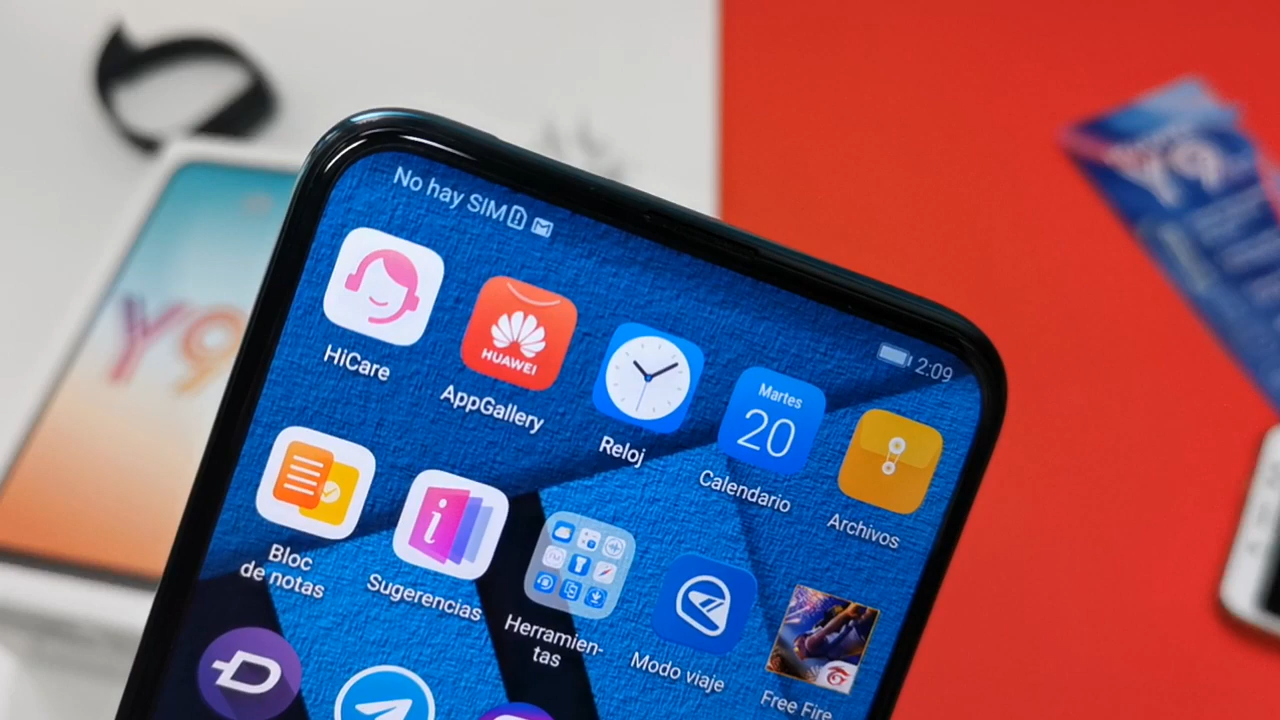 No hay SIM
2:09
HiCare
HUAWEI
AppGallery
Reloj
Martes
20
Calendario
Archivos
Bloc
de notas
i
Sugerencias
Herramien-
tas
Modo viaje
Free Fire
Y9
Y9